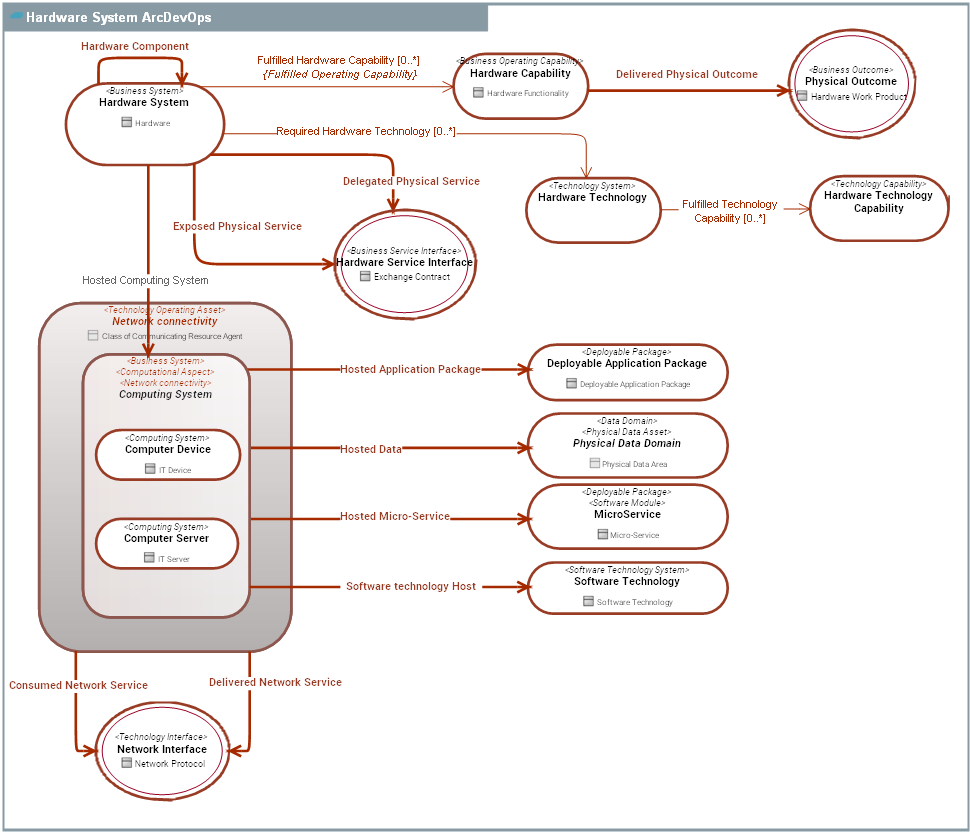 Hardware System ArcDevOps
Hardware Component
<Business System>
Hardware System
Hardware
Fulfilled Hardware Capability [0..*]
{Fulfilled Operating Capability}
<Business Operating Capability>
Hardware Capability
Hardware Functionality
Delivered Physical Outcome
<Business Outcome>
Physical Outcome
Hardware Work Product
Required Hardware Technology [0..*]
<Technology System>
Hardware Technology
Fulfilled Technology
Capability [0..*]
<Technology Capability>
Hardware Technology
Capability
Delegated Physical Service
Exposed Physical Service
<Business Service Interface>
Hardware Service Interface
Exchange Contract
Hosted Computing System
<Technology Operating Asset>
Network connectivity
Class of Communicating Resource Agent
<Business System>
<Computational Aspect>
<Network connectivity>
Computing System
<Computing System>
Computer Device
IT Device
<Computing System>
Computer Server
IT Server
Hosted Application Package
<Deployable Package>
Deployable Application Package
Deployable Application Package
Hosted Data
<Data Domain>
<Physical Data Asset>
Physical Data Domain
Physical Data Area
Hosted Micro-Service
<Deployable Package>
<Software Module>
MicroService
Micro-Service
Software technology Host
<Software Technology System>
Software Technology
Software Technology
Consumed Network Service
Delivered Network Service
<Technology Interface>
Network Interface
Network Protocol